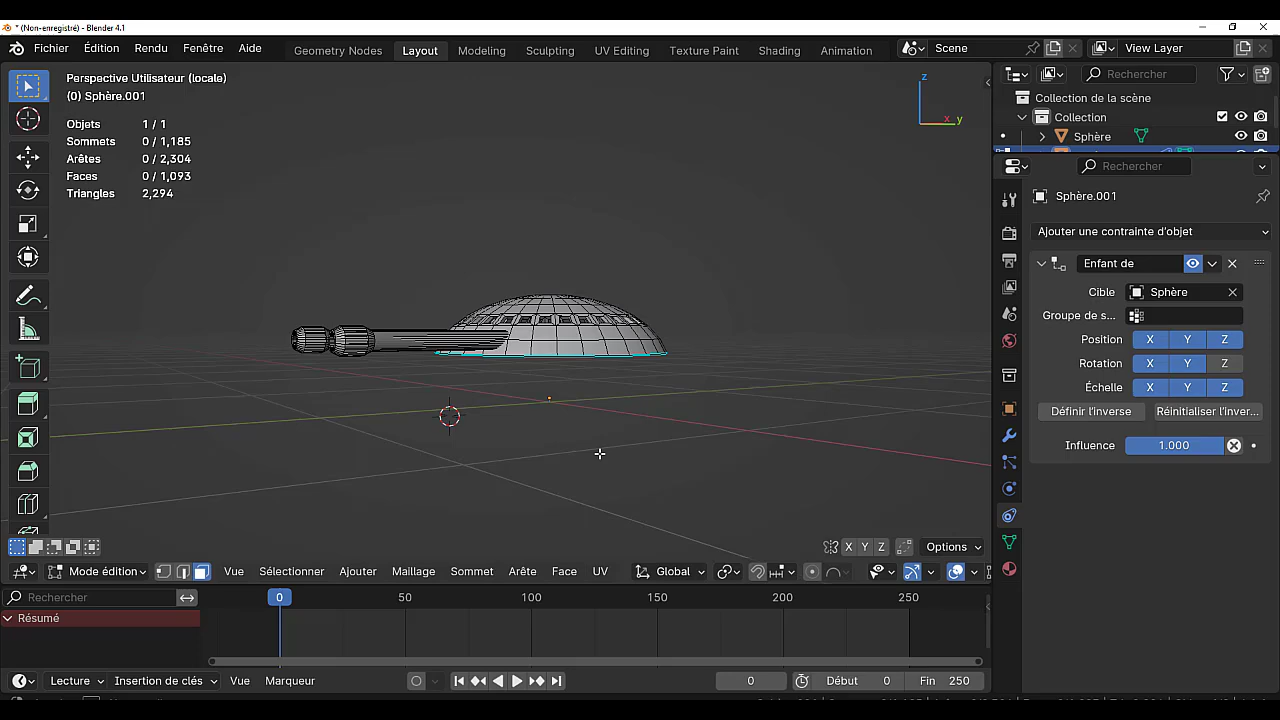 * (Non-enregistré) - Blender 4.1
Fichier Édition Rendu Fenêtre Aide Geometry Nodes Layout Modeling Sculpting UV Editing Texture Paint Shading Animation Scene View Layer
Perspective Utilisateur (locale)
(0) Sphère.001
Objets 1 / 1
Sommets 0 / 1,185
Arêtes 0 / 2,304
Faces 0 / 1,093
Triangles 2,294
z
x y
Rechercher
Collection de la scène
Collection
Sphère
Rechercher
Sphère.001
Ajouter une contrainte d'objet
Enfant de
Cible Sphère
Groupe de s...
Position X Y Z
Rotation X Y Z
Échelle X Y Z
Définir l'inverse Réinitialiser l'inver...
Influence 1.000
X Y Z Options
Mode édition Vue Sélectionner Ajouter Maillage Sommet Arête Face UV Global
Rechercher 0 50 100 150 200 250
Résumé
Lecture Insertion de clés Vue Marqueur 0 Début 0 Fin 250